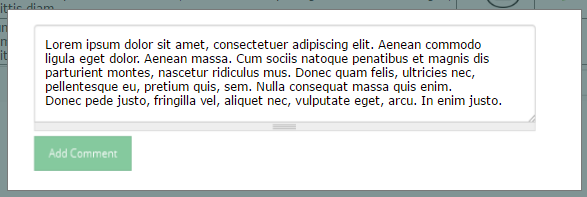 ttis diam
Lorem ipsum dolor sit amet, consectetuer adipiscing elit. Aenean commodo
ligula eget dolor. Aenean massa. Cum sociis natoque penatibus et magnis dis
parturient montes, nascetur ridiculus mus. Donec quam felis, ultricies nec,
pellentesque eu, pretium quis, sem. Nulla consequat massa quis enim.
Donec pede justo, fringilla vel, aliquet nec, vulputate eget, arcu. In enim justo.
Add Comment